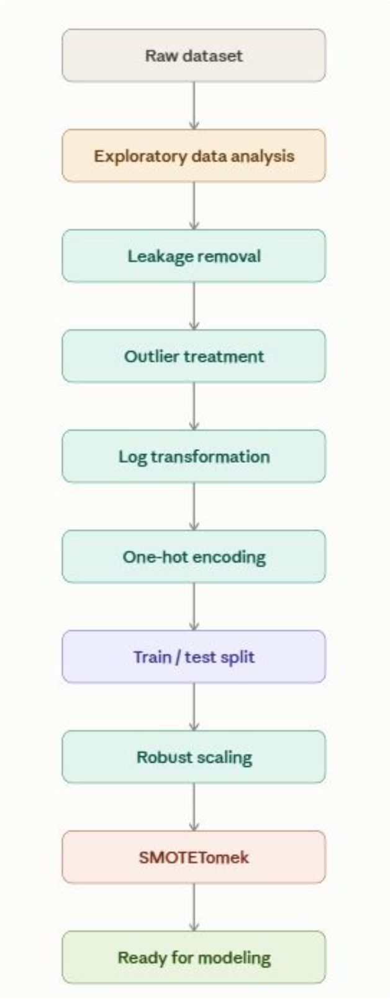 Raw dataset
Exploratory data analysis
Leakage removal
Outlier treatment
Log transformation
One-hot encoding
Train / test split
Robust scaling
SMOTETomek
Ready for modeling